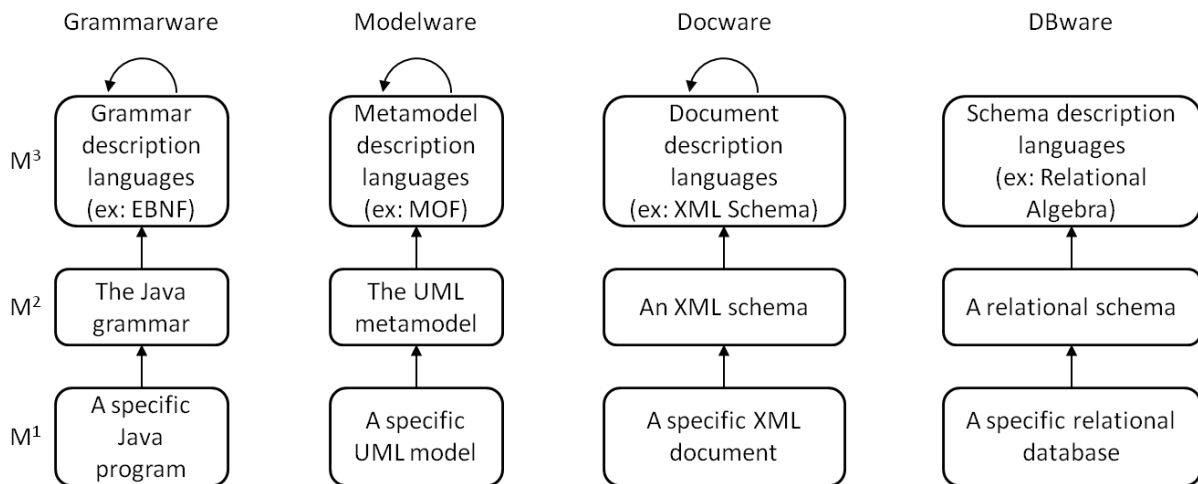 Grammarware
Modelware
Docware
DBware
M³
Grammar
description
languages
(ex: EBNF)
Metamodel
description
languages
(ex: MOF)
Document
description
languages
(ex: XML Schema)
Schema description
languages
(ex: Relational
Algebra)
M²
The Java
grammar
The UML
metamodel
An XML schema
A relational schema
M¹
A specific
Java
program
A specific
UML model
A specific XML
document
A specific relational
database